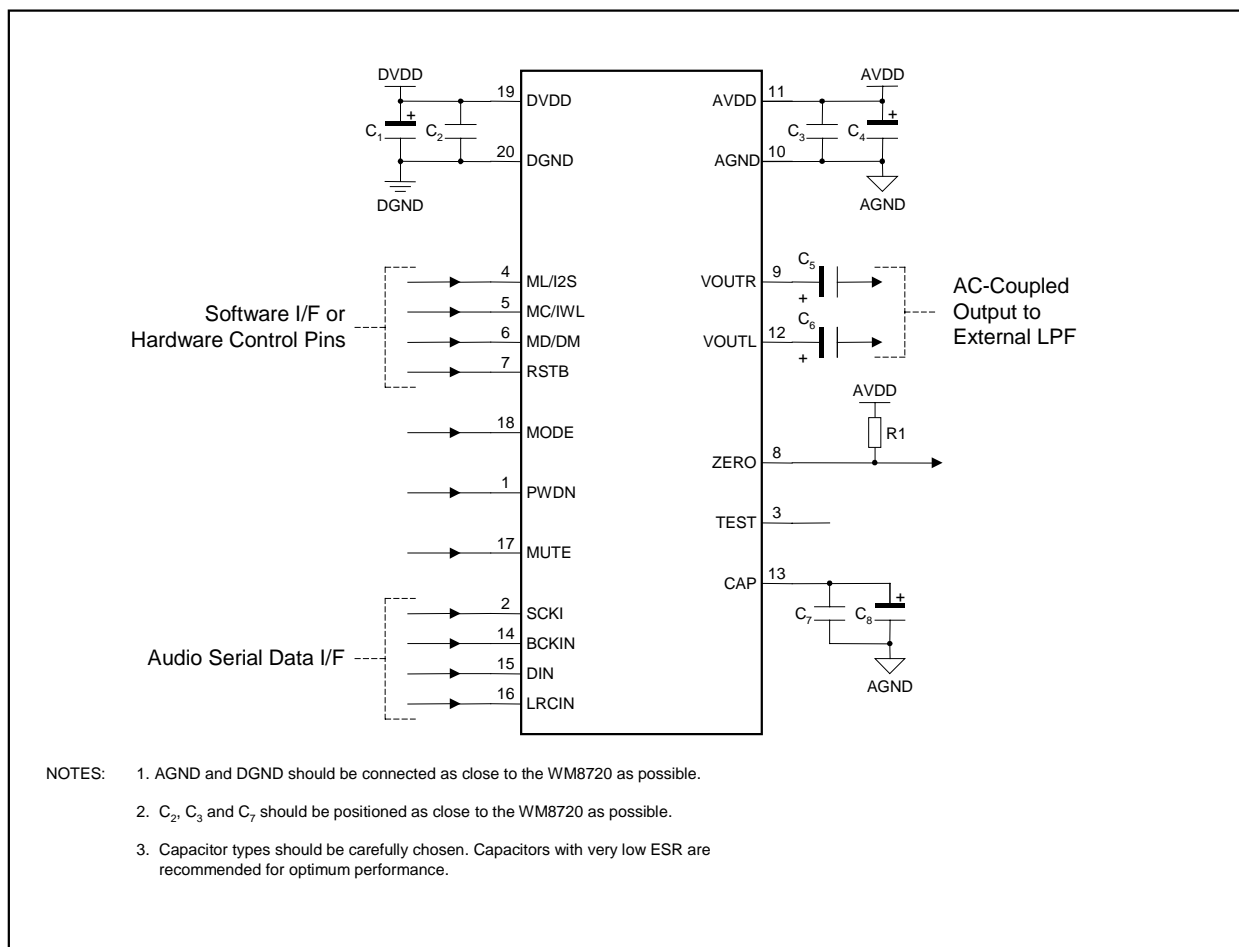 DVDD
AVDD
19
DVDD
AVDD
11
+
+
C1
C2
C3
C4
20
DGND
AGND
10
DGND
AGND
Software I/F or
Hardware Control Pins
4
ML/I2S
5
MC/IWL
6
MD/DM
7
RSTB
VOUTR
9
C5
+
VOUTL
12
C6
+
AC-Coupled
Output to
External LPF
AVDD
R1
18
MODE
ZERO
8
1
PWDN
TEST
3
17
MUTE
CAP
13
+
C7
C8
AGND
Audio Serial Data I/F
2
SCKI
14
BCKIN
15
DIN
16
LRCIN
NOTES: 1. AGND and DGND should be connected as close to the WM8720 as possible.
2. C2, C3 and C7 should be positioned as close to the WM8720 as possible.
3. Capacitor types should be carefully chosen. Capacitors with very low ESR are
recommended for optimum performance.